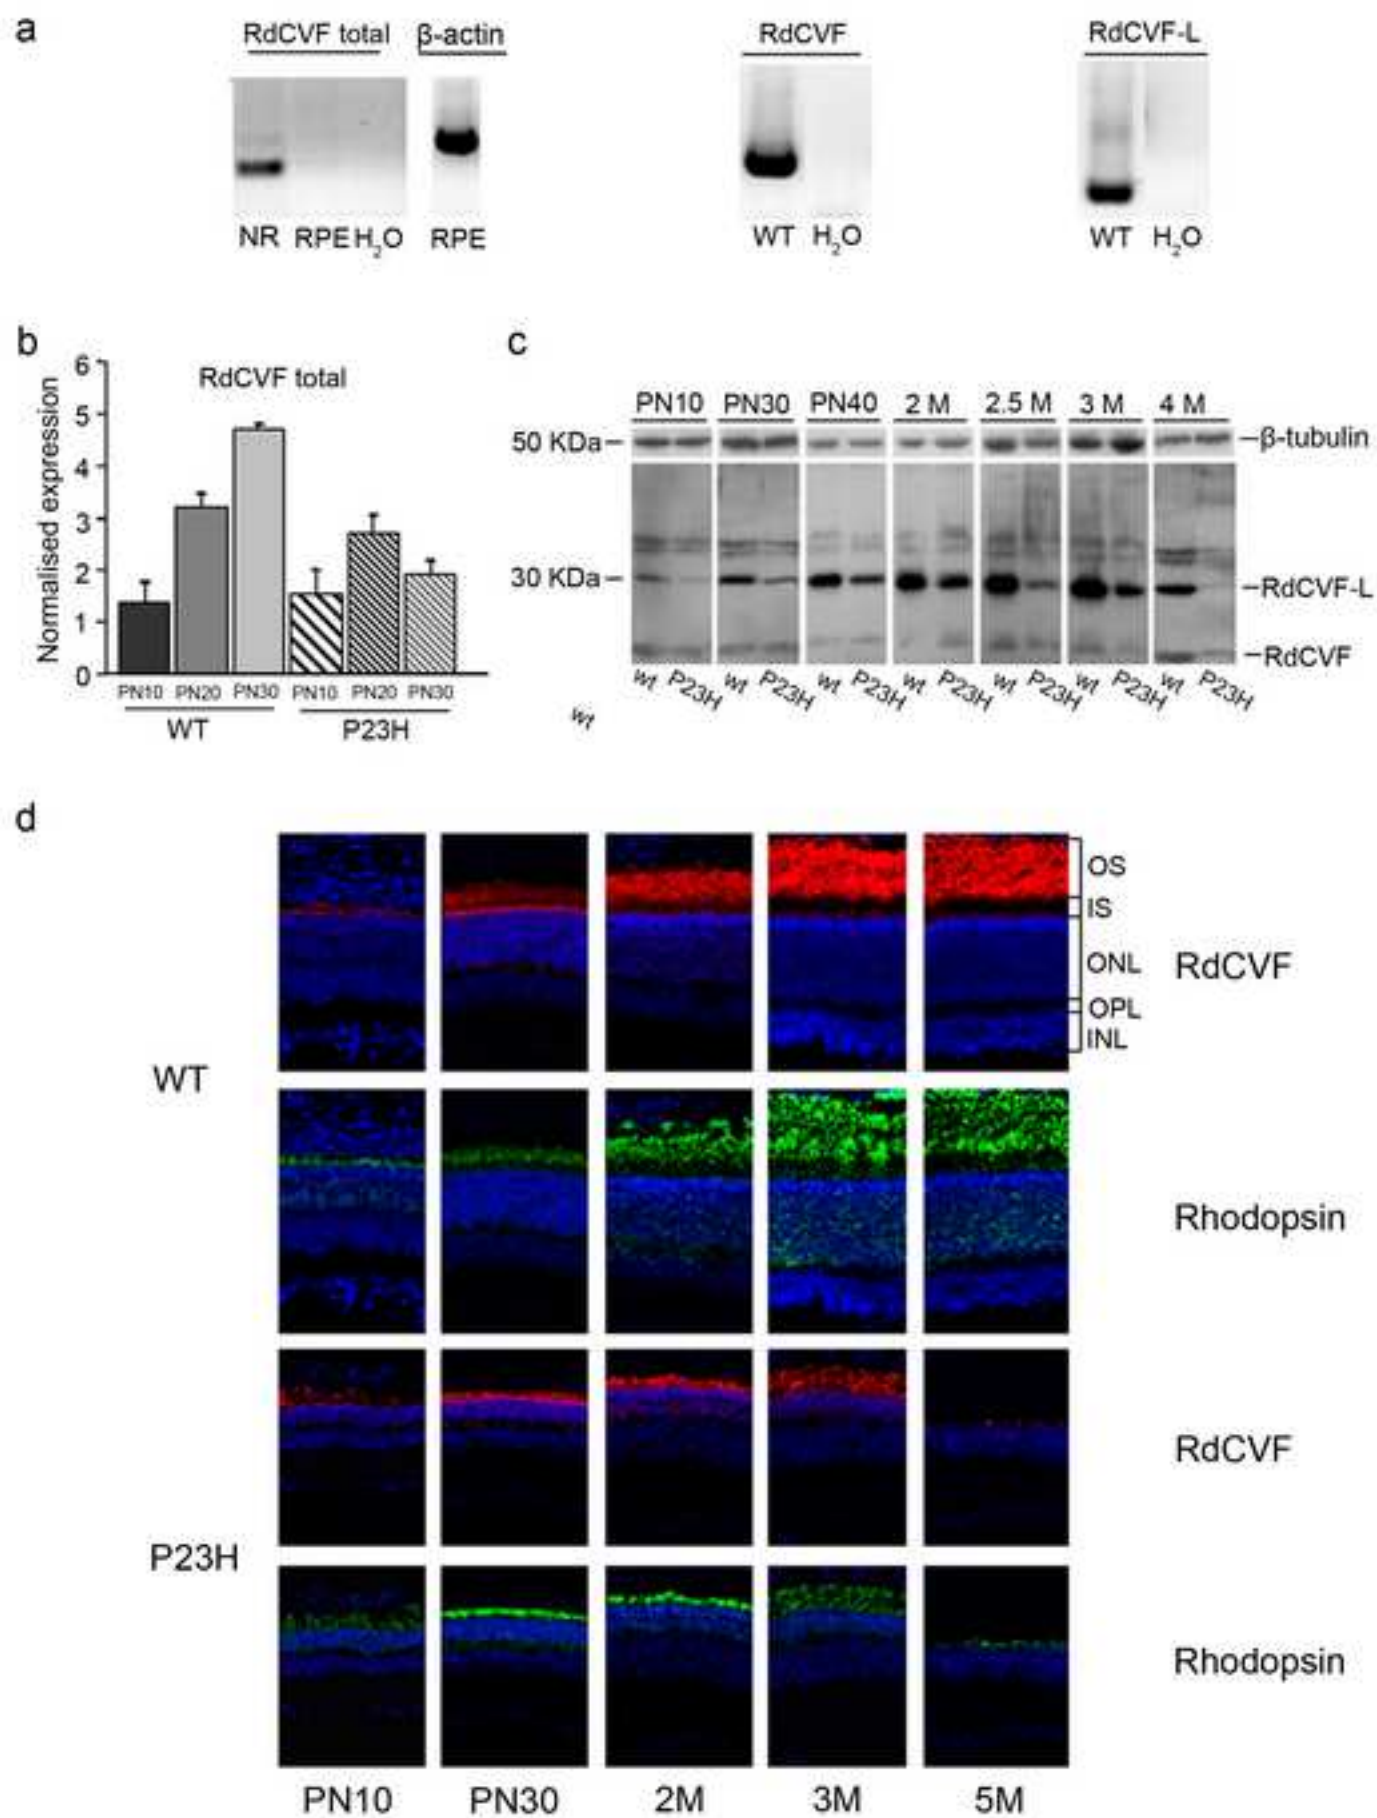 a
RdCVF total β-actin RdCVF RdCVF-L
NR RPE H2O RPE WT H2O WT H2O
b
RdCVF total
Normalised expression
6
5
4
3
2
1
0
PN10 PN20 PN30 PN10 PN20 PN30
WT P23H
c
PN10 PN30 PN40 2 M 2.5 M 3 M 4 M
50 KDa β-tubulin
30 KDa RdCVF-L
RdCVF
wt P23H wt P23H wt P23H wt P23H wt P23H wt P23H wt P23H
wt
d
OS
IS
ONL
OPL
INL
RdCVF
WT
Rhodopsin
RdCVF
P23H
Rhodopsin
PN10 PN30 2M 3M 5M